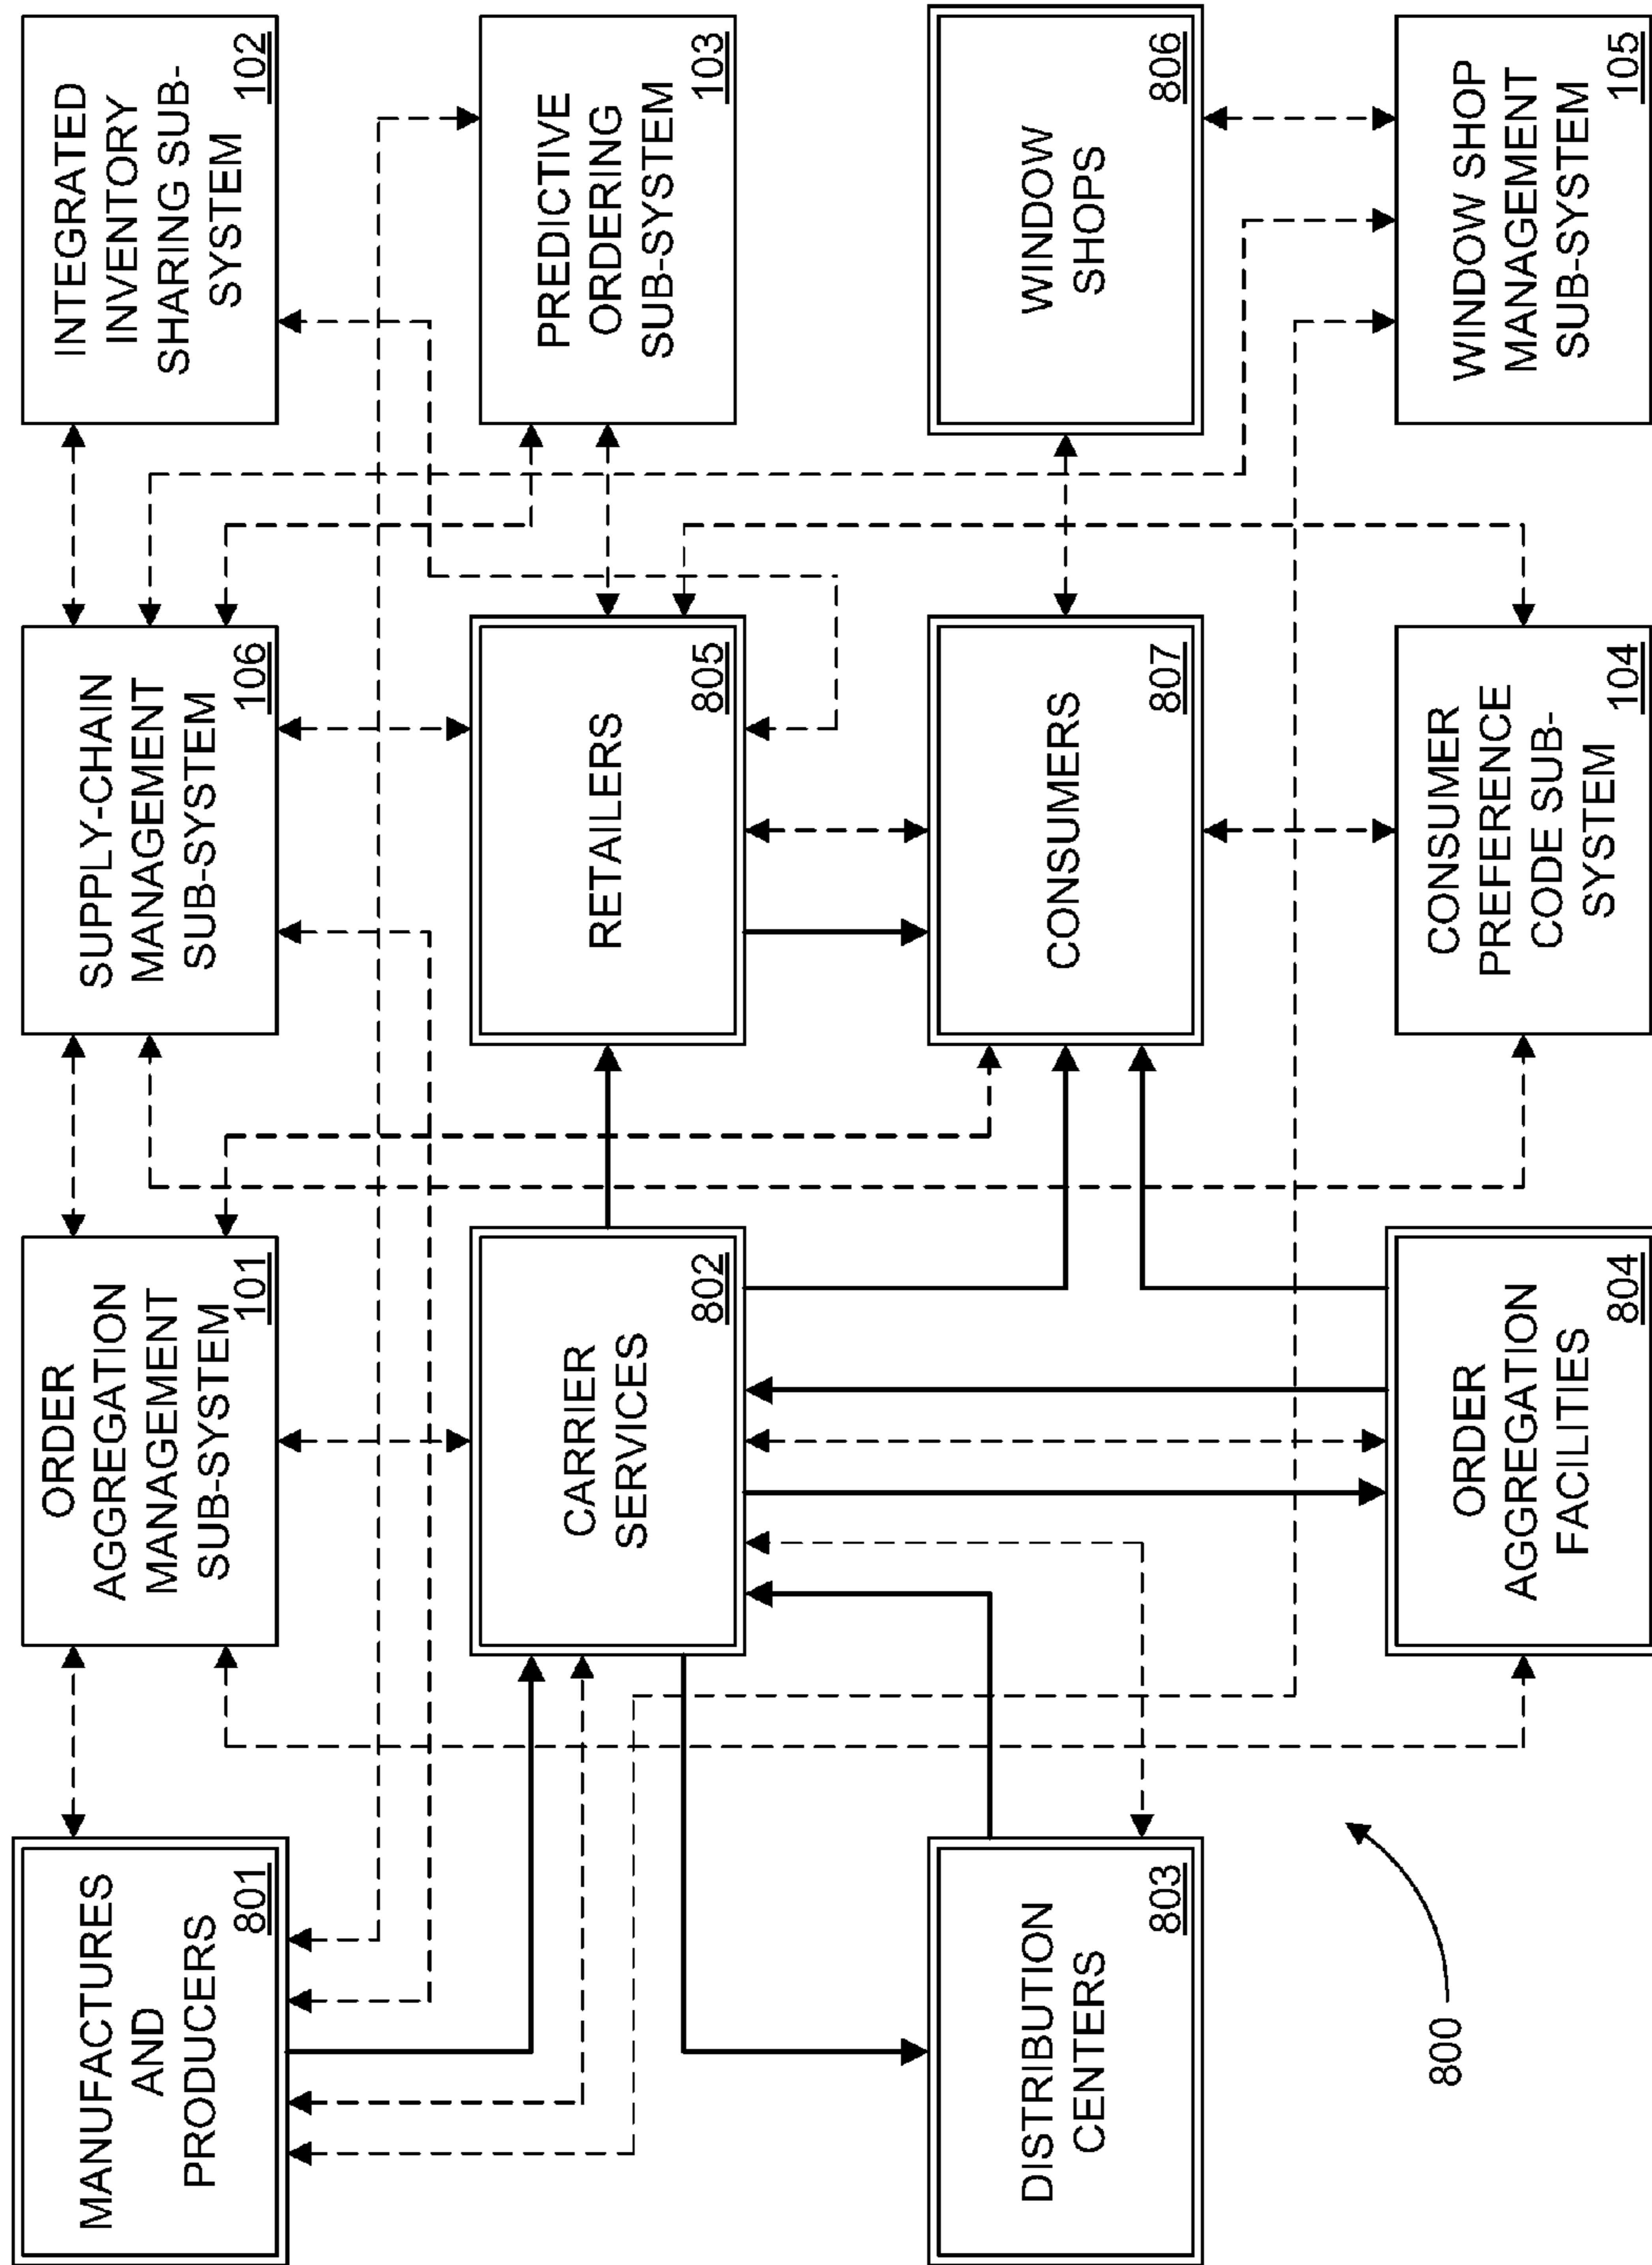 MANUFACTURES
AND
PRODUCERS
801
ORDER
AGGREGATION
MANAGEMENT
SUB-SYSTEM
101
SUPPLY-CHAIN
MANAGEMENT
SUB-SYSTEM
106
INTEGRATED
INVENTORY
SHARING SUB-
SYSTEM
102
CARRIER
SERVICES
802
RETAILERS
805
PREDICTIVE
ORDERING
SUB-SYSTEM
103
DISTRIBUTION
CENTERS
803
CONSUMERS
807
WINDOW
SHOPS
806
800
ORDER
AGGREGATION
FACILITIES
804
CONSUMER
PREFERENCE
CODE SUB-
SYSTEM
104
WINDOW SHOP
MANAGEMENT
SUB-SYSTEM
105